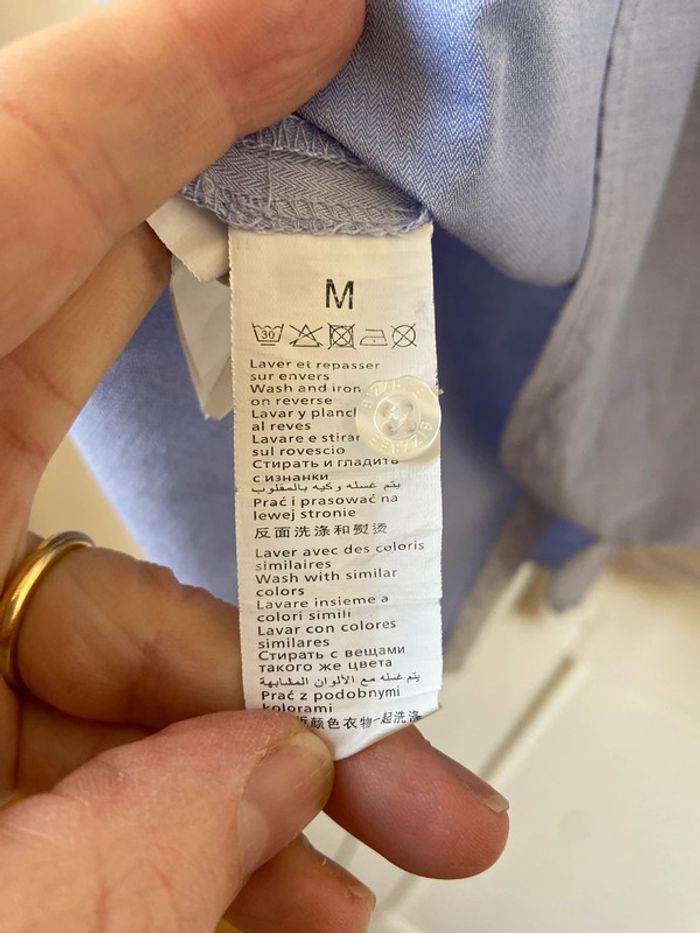 M
30
Laver et repasser
sur envers
Wash and iron
on reverse
Lavar y planch
al reves
Lavare e stirar
sul rovescio
Стирать и гладить
с изнанки
يتم غسله وكيه بالمقلوب
Prać i prasować na
lewej stronie
反面洗涤和熨烫
Laver avec des coloris
similaires
Wash with similar
colors
Lavare insieme a
colori simili
Lavar con colores
similares
Стирать с вещами
такого же цвета
يتم غسله مع الألوان المشابهة
Prać z podobnymi
kolorami
颜色衣物一起洗涤